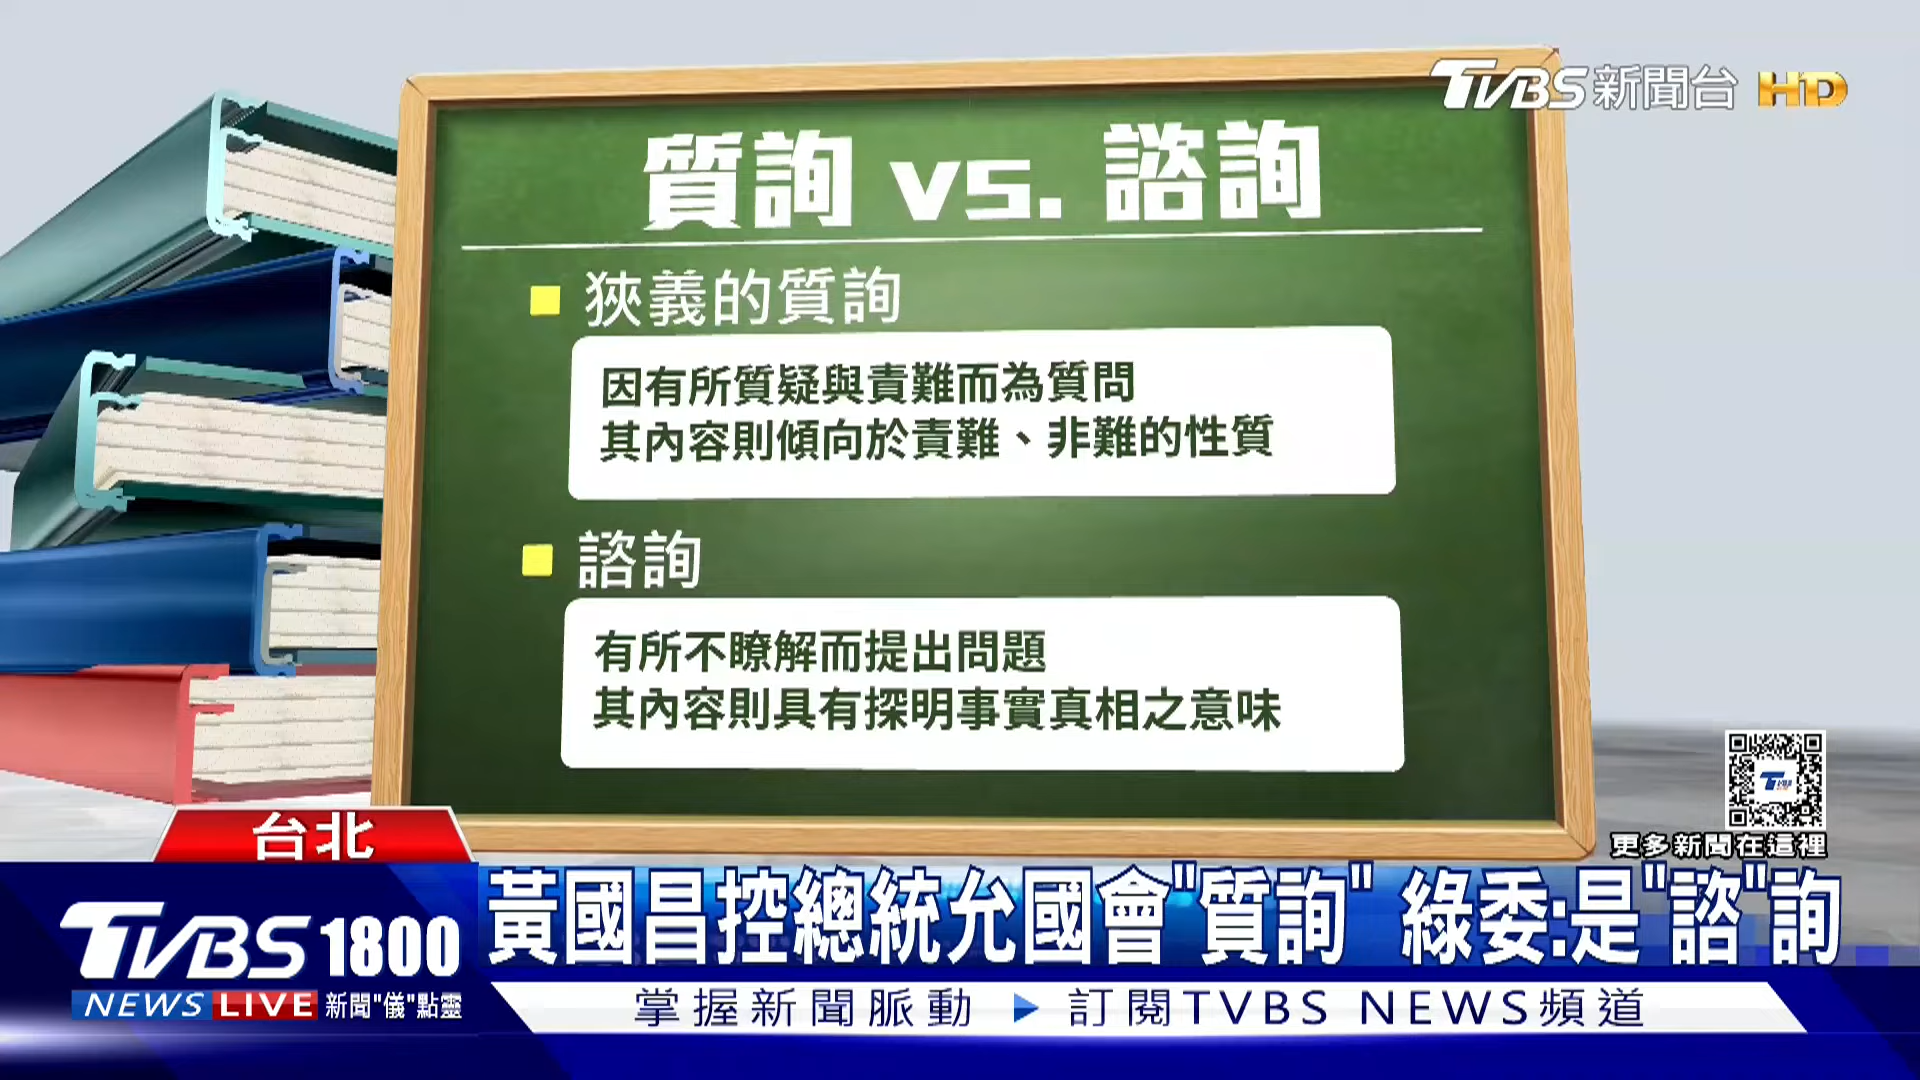 TVBS新聞台 HD
質詢 vs. 諮詢
狹義的質詢
因有所質疑與責難而為質問
其內容則傾向於責難、非難的性質
諮詢
有所不瞭解而提出問題
其內容則具有探明事實真相之意味
TVBS
更多新聞在這裡
台北
黃國昌控總統允國會"質詢" 綠委:是"諮"詢
TVBS 1800
NEWS LIVE 新聞"儀"點靈
掌握新聞脈動 ▶ 訂閱TVBS NEWS頻道